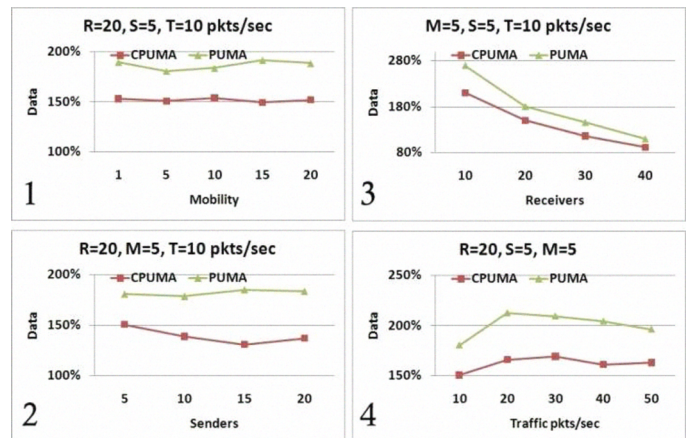 R=20, S=5, T=10 pkts/sec
200%
CPUMA PUMA
150%
100%
Data
1 5 10 15 20
Mobility
1
M=5, S=5, T=10 pkts/sec
280%
CPUMA PUMA
180%
80%
Data
10 20 30 40
Receivers
3
R=20, M=5, T=10 pkts/sec
200%
CPUMA PUMA
150%
100%
Data
5 10 15 20
Senders
2
R=20, S=5, M=5
250%
CPUMA PUMA
200%
150%
Data
10 20 30 40 50
Traffic pkts/sec
4